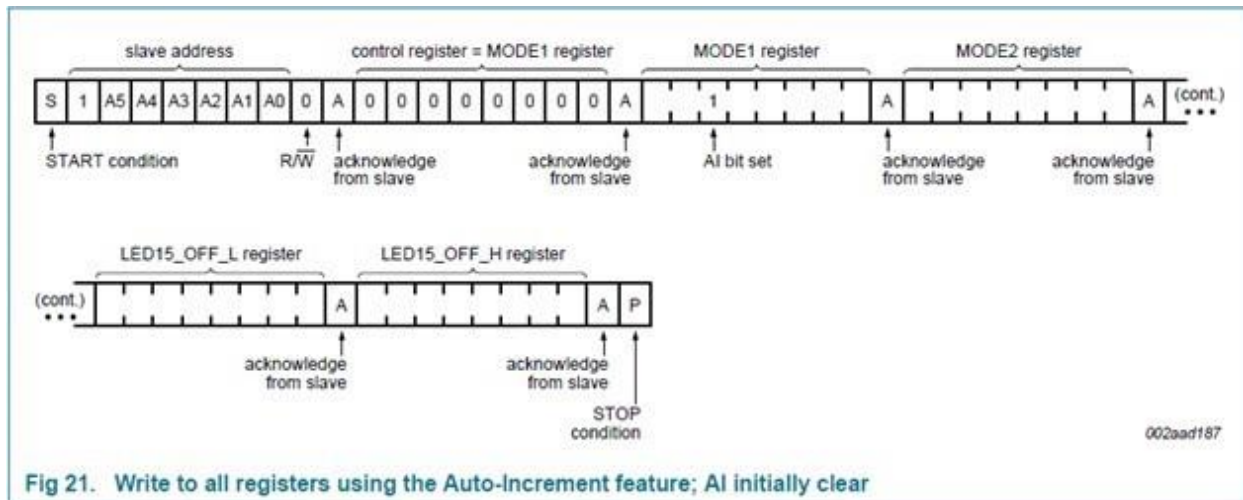 slave address control register = MODE1 register MODE1 register MODE2 register
S 1 A5 A4 A3 A2 A1 A0 0 A 0 0 0 0 0 0 0 0 A 1 A A (cont.)
START condition R/W̅ acknowledge from slave acknowledge from slave AI bit set acknowledge from slave acknowledge from slave
LED15_OFF_L register LED15_OFF_H register
(cont.) A A P
acknowledge from slave acknowledge from slave
STOP condition
002aad187
Fig 21. Write to all registers using the Auto-Increment feature; AI initially clear